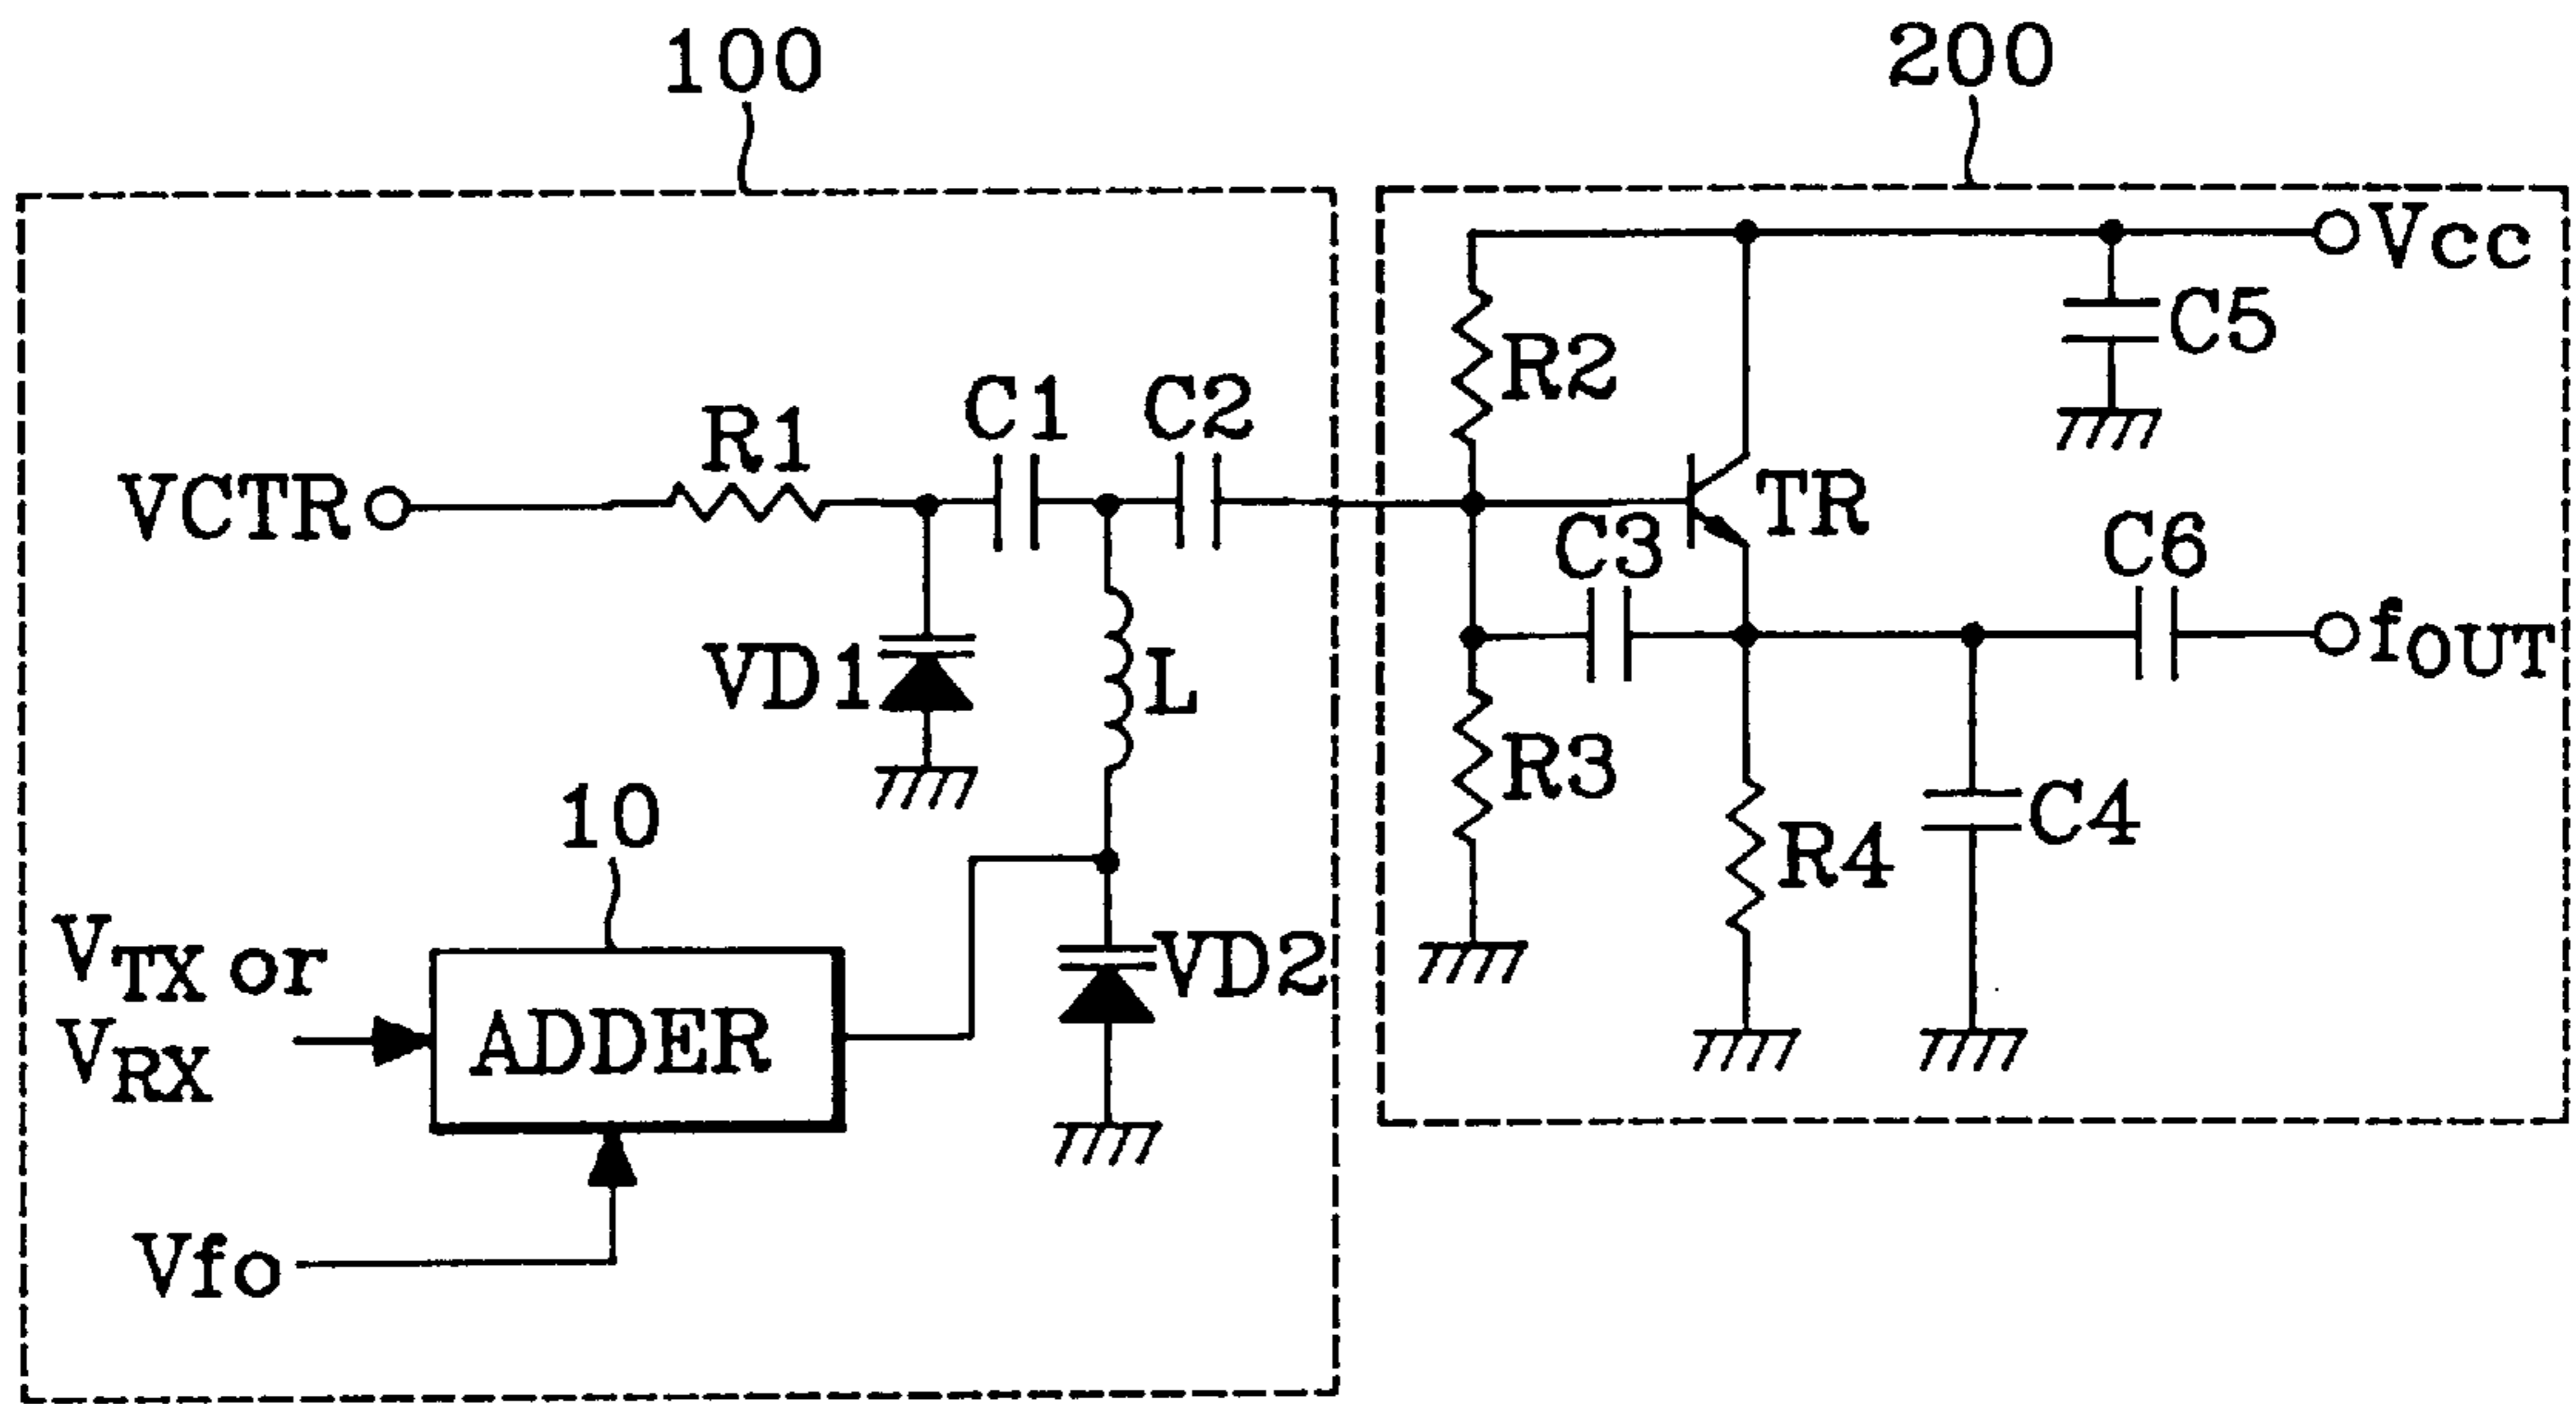 100
200
Vcc
C5
R2
C1
C2
R1
VCTR
TR
C3
C6
fOUT
VD1
L
R3
10
C4
R4
VTX or
VRX
VD2
ADDER
Vfo